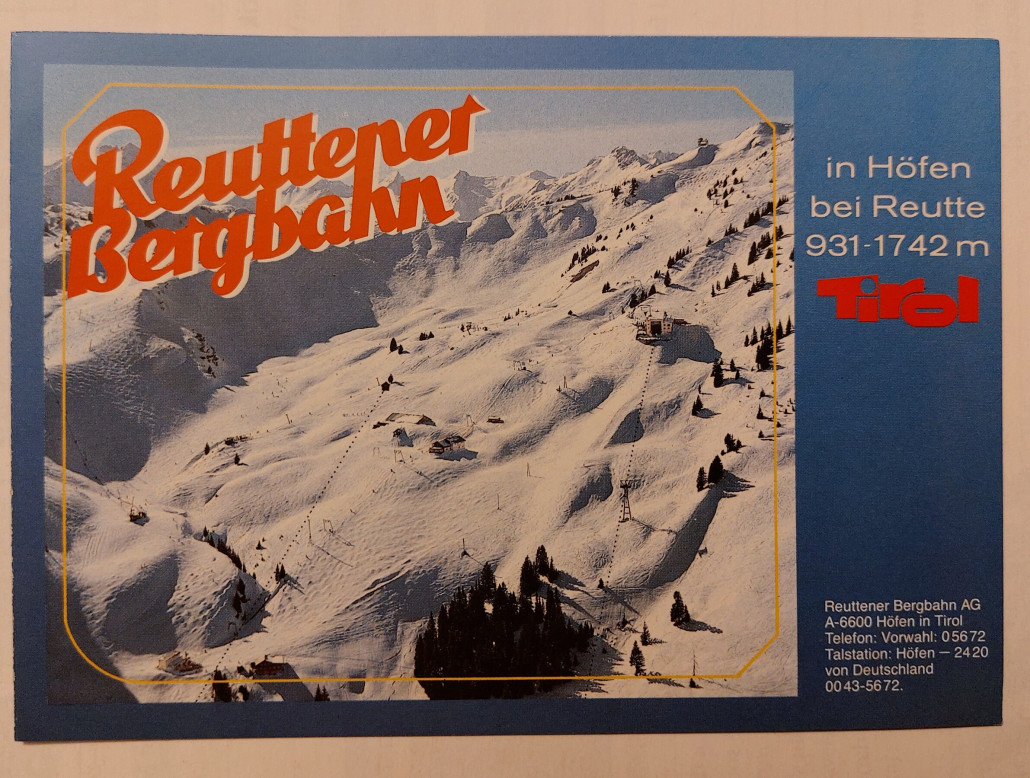 Reuttener
Bergbahn
in Höfen
bei Reutte
931-1742 m
Tirol
Reuttener Bergbahn AG
A-6600 Höfen in Tirol
Telefon: Vorwahl: 05672
Talstation: Höfen – 2420
von Deutschland
0043-5672.